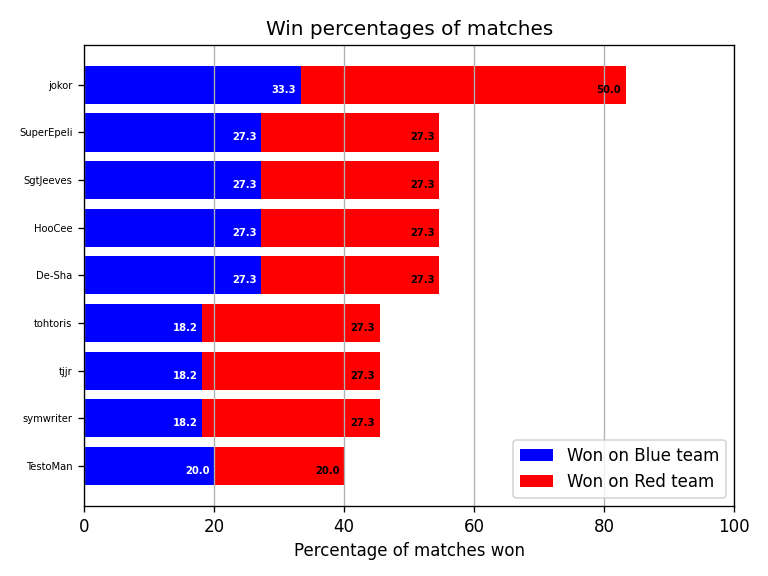 Win percentages of matches
jokor 33.3 50.0
SuperEpeli 27.3 27.3
SgtJeeves 27.3 27.3
HooCee 27.3 27.3
De-Sha 27.3 27.3
tohtoris 18.2 27.3
tjjr 18.2 27.3
symwriter 18.2 27.3
TestoMan 20.0 20.0
Won on Blue team
Won on Red team
0 20 40 60 80 100
Percentage of matches won